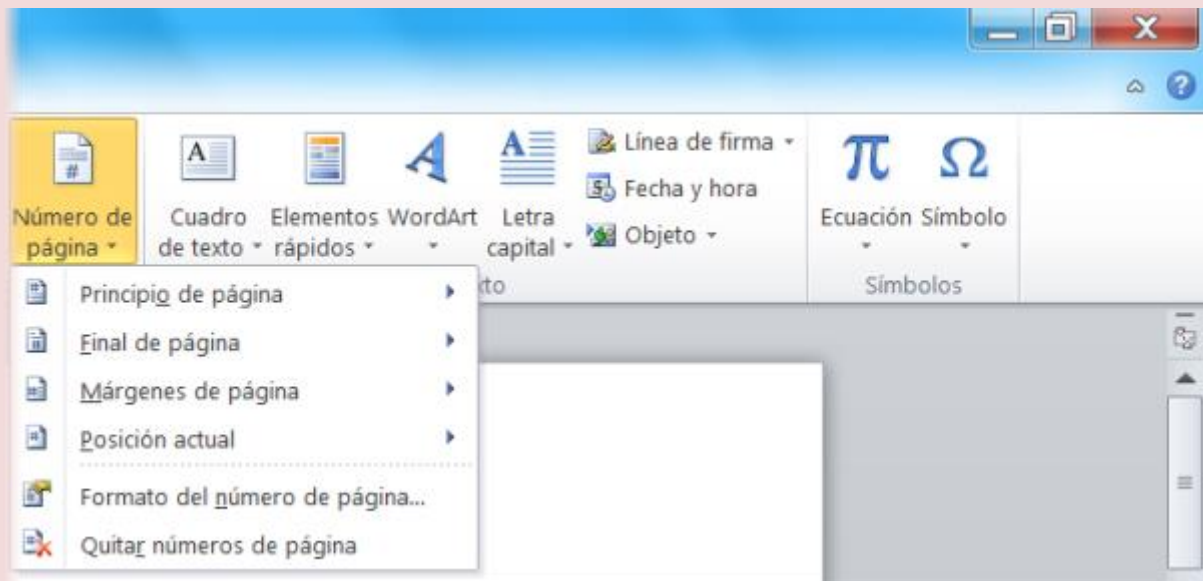 Número de
página
Cuadro
de texto
Elementos
rápidos
WordArt
Letra
capital
Línea de firma
Fecha y hora
Objeto
Ecuación
Símbolo
Símbolos
Principio de página
Final de página
Márgenes de página
Posición actual
Formato del número de página...
Quitar números de página